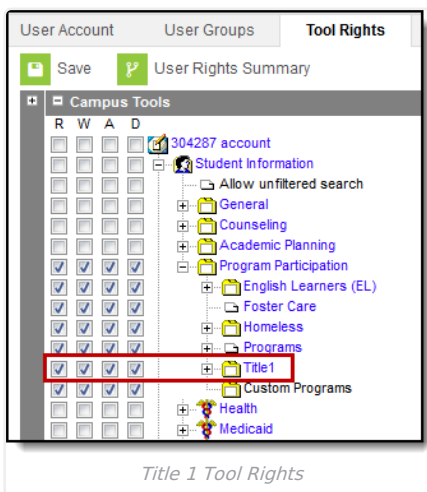 User Account User Groups Tool Rights
Save User Rights Summary
Campus Tools
R W A D
304287 account
Student Information
Allow unfiltered search
General
Counseling
Academic Planning
Program Participation
English Learners (EL)
Foster Care
Homeless
Programs
Title1
Custom Programs
Health
Medicaid
Title 1 Tool Rights